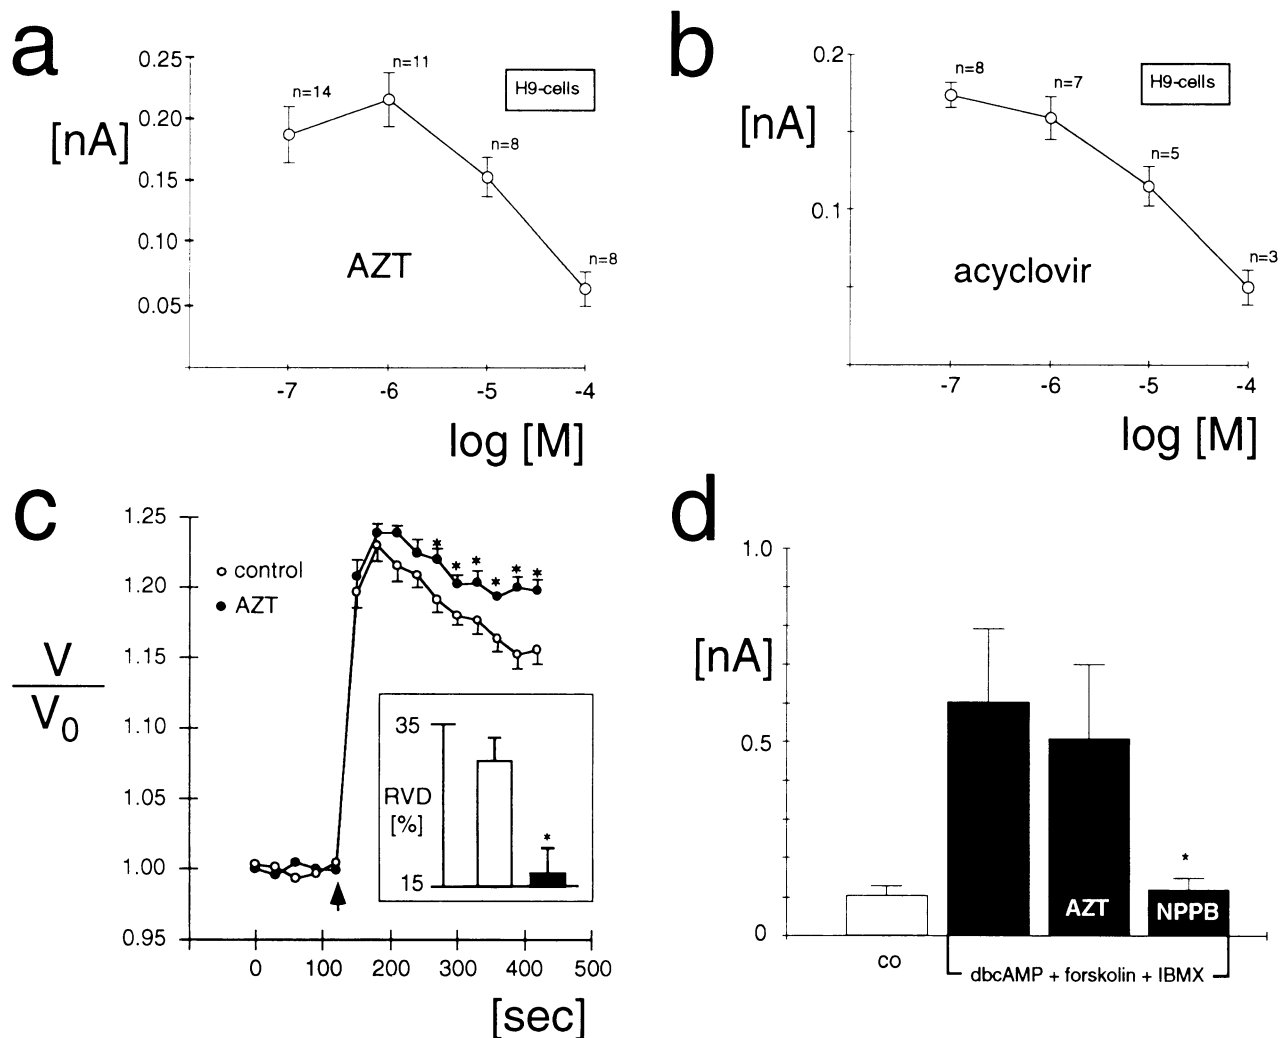 a
0.25
0.20
[nA]
0.15
0.10
0.05
n=14
n=11
n=8
n=8
H9-cells
AZT
-7
-6
-5
-4
log [M]
b
0.2
[nA]
0.1
n=8
n=7
n=5
n=3
H9-cells
acyclovir
-7
-6
-5
-4
log [M]
c
1.25
1.20
1.15
1.10
1.05
1.00
0.95
V
V0
control
AZT
* * * * * *
35
RVD
[%]
15
*
0
100
200
300
400
500
[sec]
d
1.0
[nA]
0.5
0
*
AZT
NPPB
co
dbcAMP + forskolin + IBMX